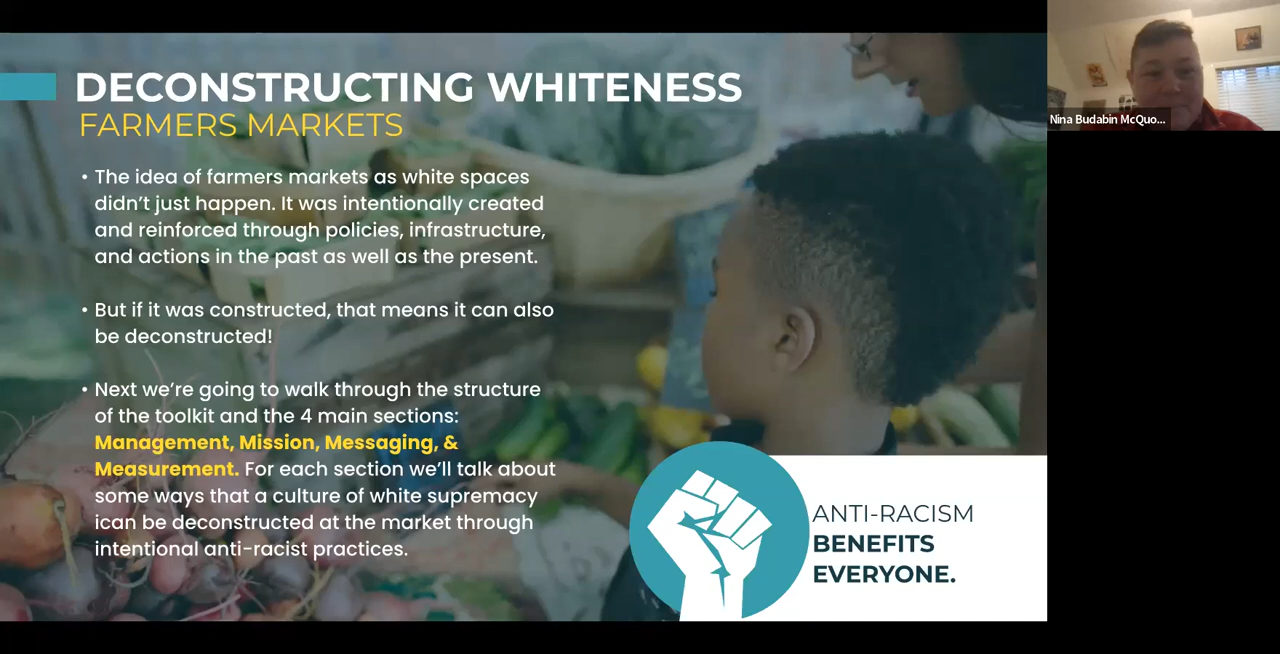 DECONSTRUCTING WHITENESS
FARMERS MARKETS
• The idea of farmers markets as white spaces
didn't just happen. It was intentionally created
and reinforced through policies, infrastructure,
and actions in the past as well as the present.
• But if it was constructed, that means it can also
be deconstructed!
• Next we're going to walk through the structure
of the toolkit and the 4 main sections:
Management, Mission, Messaging, &
Measurement. For each section we'll talk about
some ways that a culture of white supremacy
ican be deconstructed at the market through
intentional anti-racist practices.
ANTI-RACISM
BENEFITS
EVERYONE.
Nina Budabin McQuo...